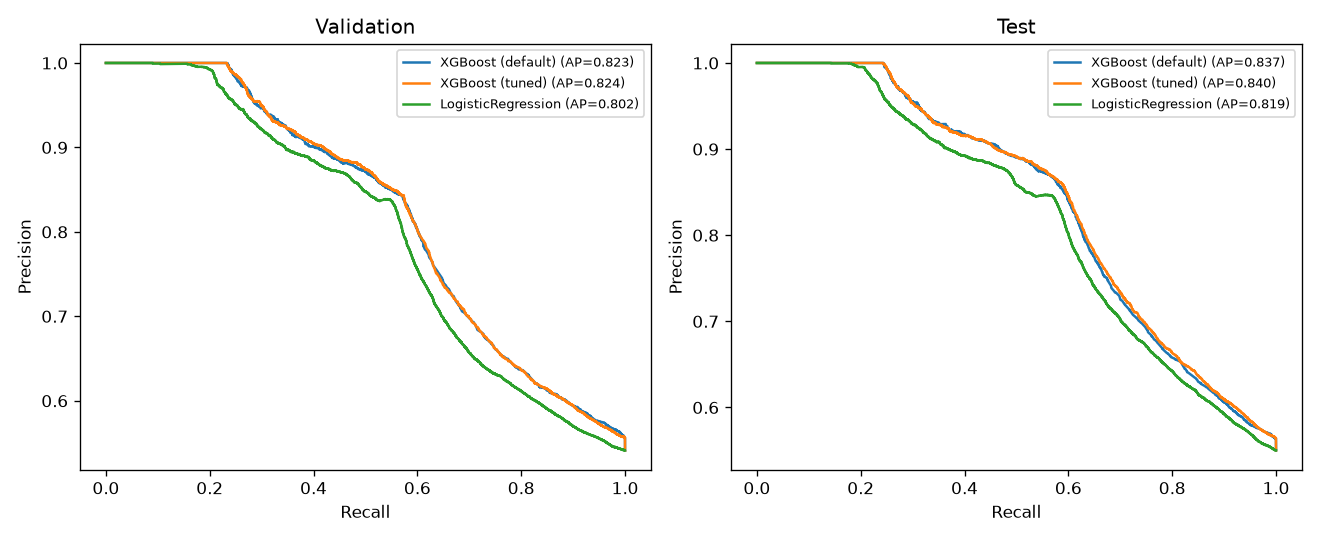 Validation
XGBoost (default) (AP=0.823)
XGBoost (tuned) (AP=0.824)
LogisticRegression (AP=0.802)
1.0
0.9
0.8
0.7
0.6
Precision
0.0 0.2 0.4 0.6 0.8 1.0
Recall
Test
XGBoost (default) (AP=0.837)
XGBoost (tuned) (AP=0.840)
LogisticRegression (AP=0.819)
1.0
0.9
0.8
0.7
0.6
Precision
0.0 0.2 0.4 0.6 0.8 1.0
Recall